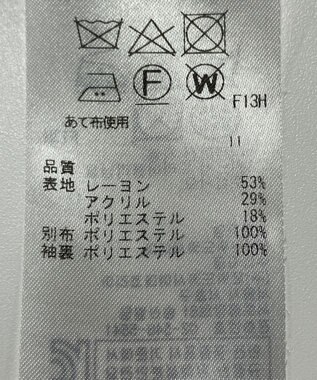 F W F13H
あて布使用
11
品質
表地 レーヨン 53%
アクリル 29%
ポリエステル 18%
別布 ポリエステル 100%
袖裏 ポリエステル 100%